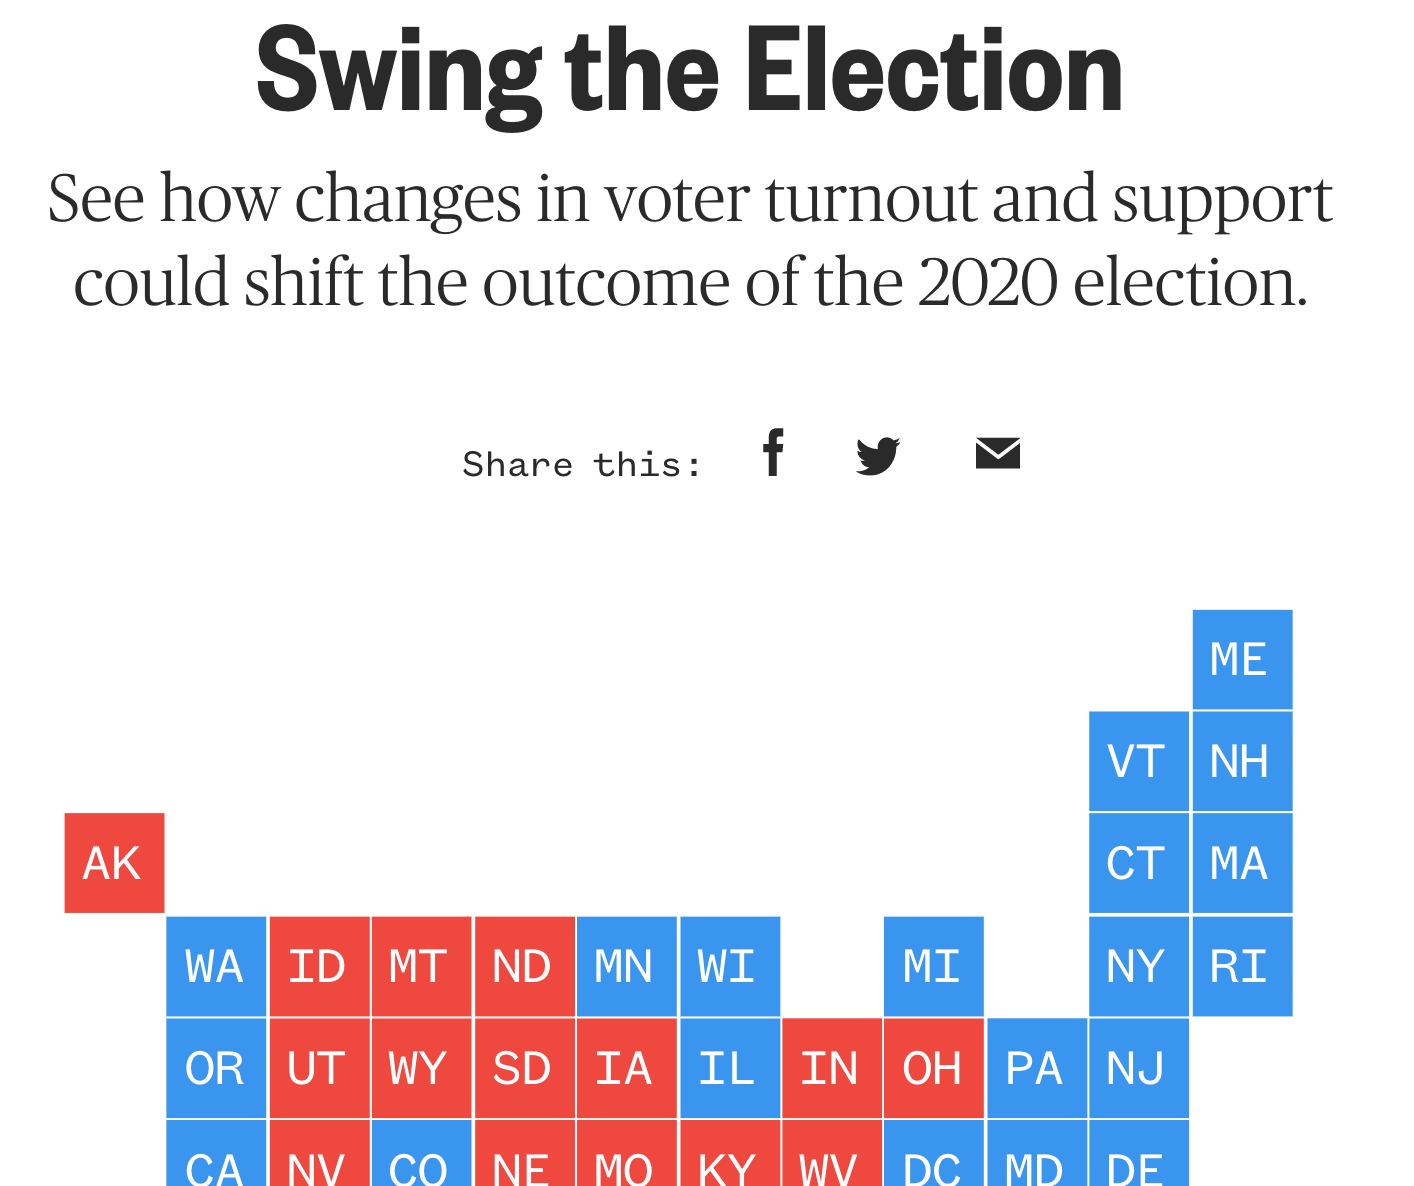 Swing the Election
See how changes in voter turnout and support
could shift the outcome of the 2020 election.
Share this:
ME
VT NH
AK CT MA
WA ID MT ND MN WI MI NY RI
OR UT WY SD IA IL IN OH PA NJ
CA NV CO NE MO KY WV DC MD DE